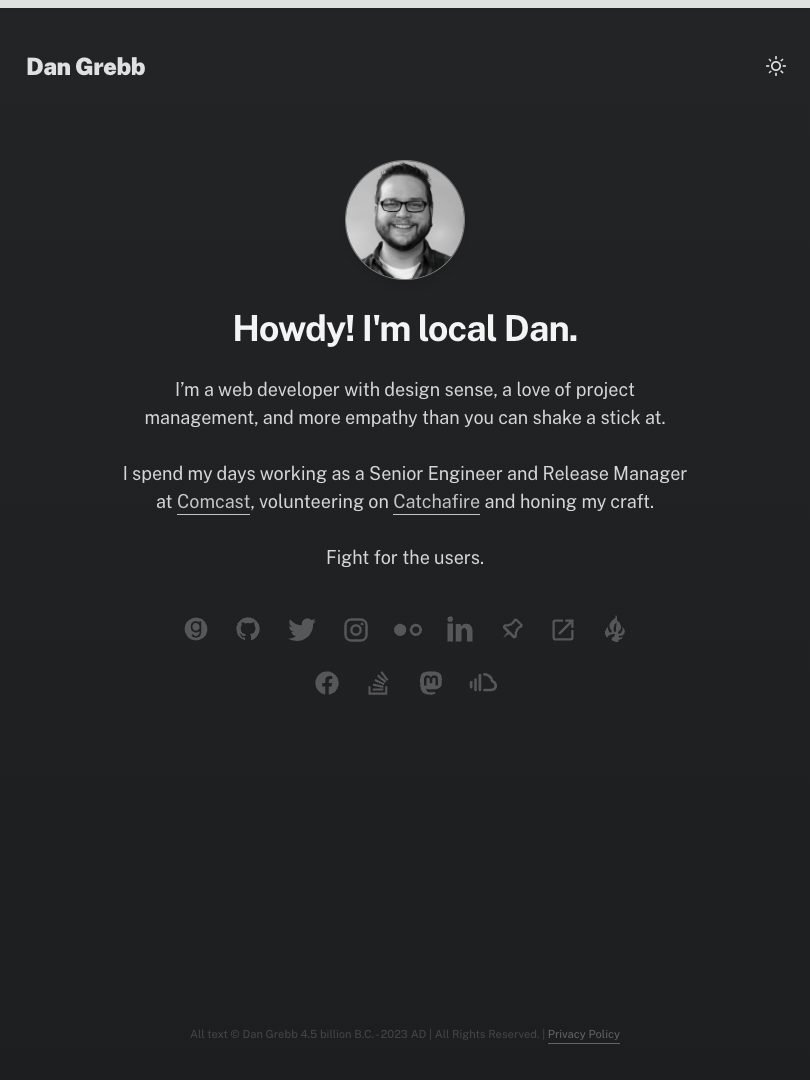 Dan Grebb
Howdy! I'm local Dan.
I’m a web developer with design sense, a love of project
management, and more empathy than you can shake a stick at.
I spend my days working as a Senior Engineer and Release Manager
at Comcast, volunteering on Catchafire and honing my craft.
Fight for the users.
All text © Dan Grebb 4.5 billion B.C. - 2023 AD | All Rights Reserved. | Privacy Policy